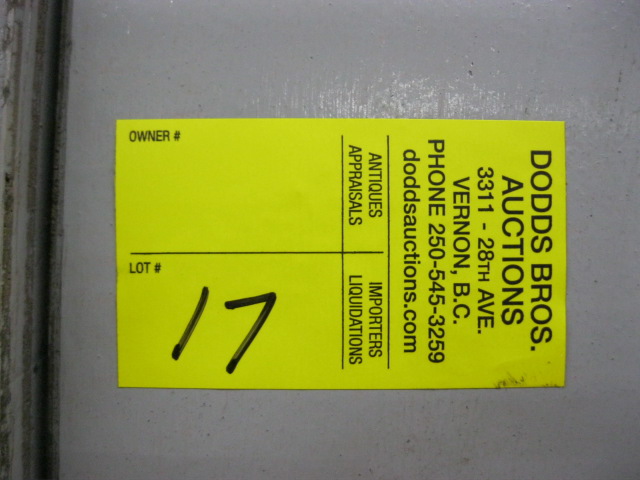 DODDS BROS.
AUCTIONS
3311 - 28TH AVE.
VERNON, B.C.
PHONE 250-545-3259
doddsauctions.com
ANTIQUES
APPRAISALS
IMPORTERS
LIQUIDATIONS
OWNER #
LOT #
17